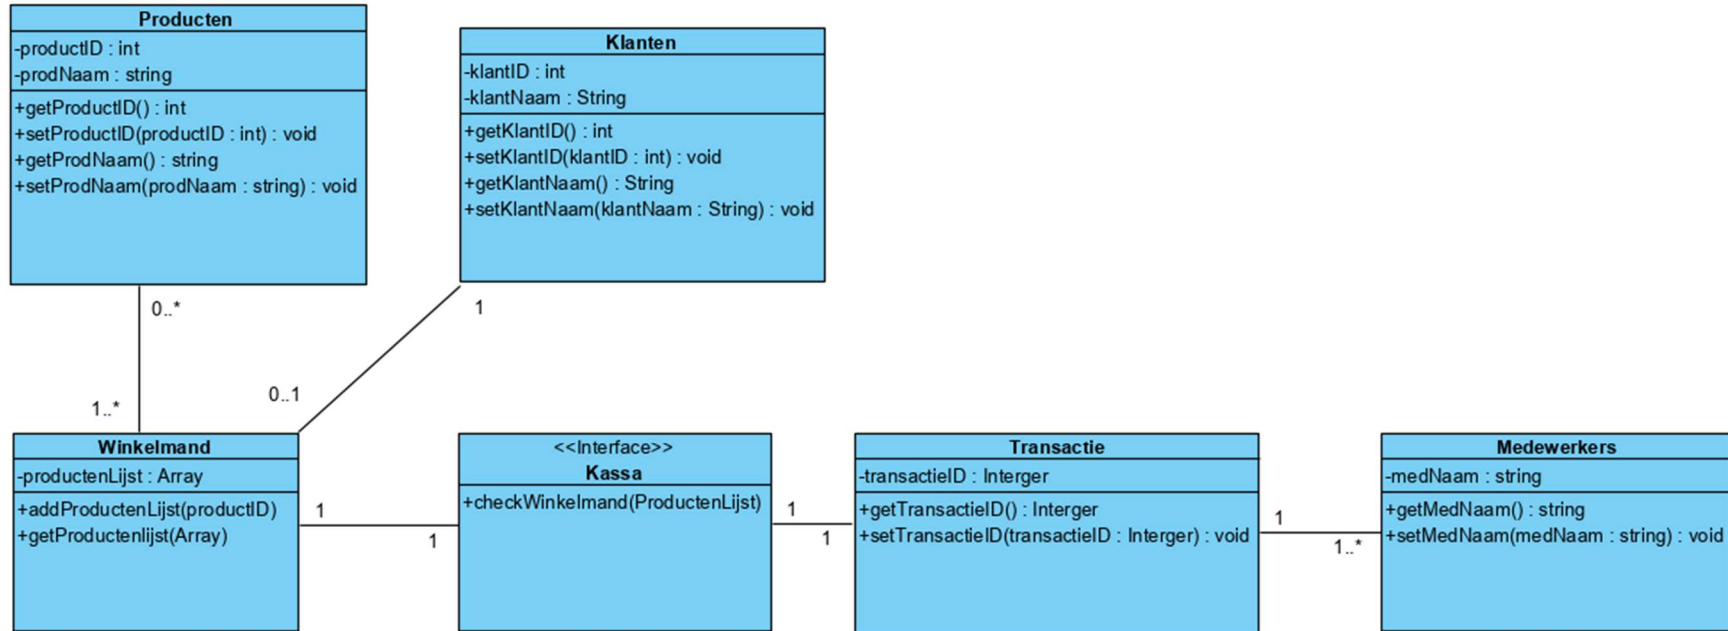 Producten
-productID : int
-prodNaam : string
+getProductID() : int
+setProductID(productID : int) : void
+getProdNaam() : string
+setProdNaam(prodNaam : string) : void
Klanten
-klantID : int
-klantNaam : String
+getKlantID() : int
+setKlantID(klantID : int) : void
+getKlantNaam() : String
+setKlantNaam(klantNaam : String) : void
0..*
1
0..1
1..*
Winkelmand
-productenLijst : Array
+addProductenLijst(productID)
+getProductenlijst(Array)
1
1
<<Interface>>
Kassa
+checkWinkelmand(ProductenLijst)
1
1
Transactie
-transactieID : Interger
+getTransactieID() : Interger
+setTransactieID(transactieID : Interger) : void
1
1..*
Medewerkers
-medNaam : string
+getMedNaam() : string
+setMedNaam(medNaam : string) : void